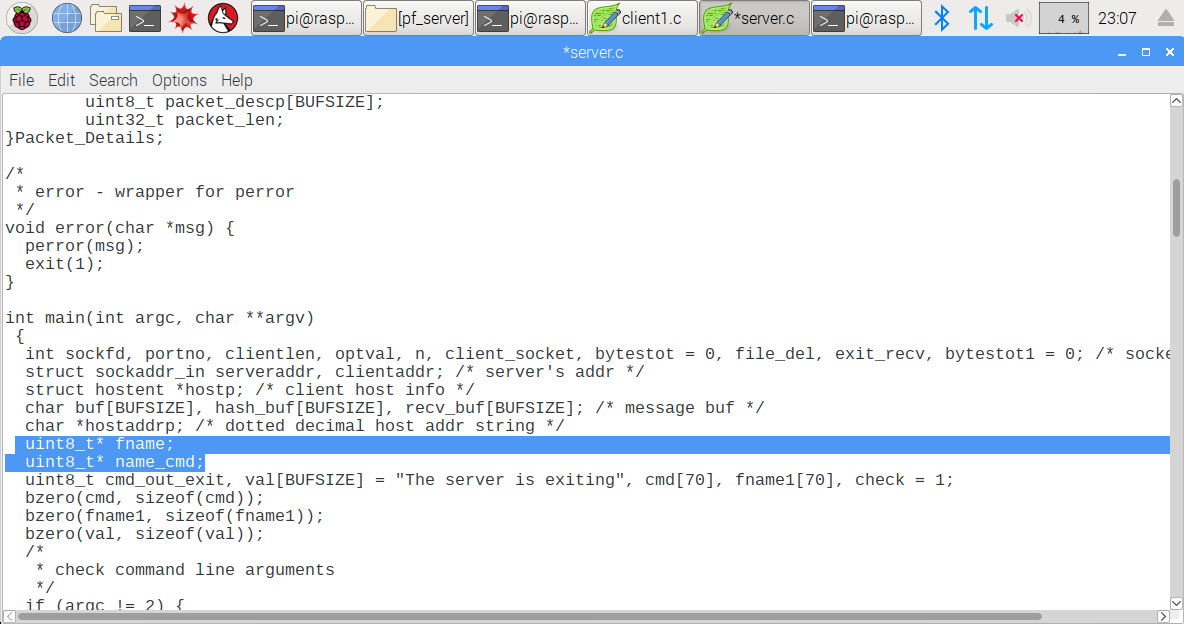 pi@rasp... [pf_server] pi@rasp... client1.c *server.c pi@rasp... 4 % 23:07
*server.c
File Edit Search Options Help
uint8_t packet_descp[BUFSIZE];
uint32_t packet_len;
}Packet_Details;
/*
* error - wrapper for perror
*/
void error(char *msg) {
perror(msg);
exit(1);
}
int main(int argc, char **argv)
{
int sockfd, portno, clientlen, optval, n, client_socket, bytestot = 0, file_del, exit_recv, bytestot1 = 0; /* socke
struct sockaddr_in serveraddr, clientaddr; /* server's addr */
struct hostent *hostp; /* client host info */
char buf[BUFSIZE], hash_buf[BUFSIZE], recv_buf[BUFSIZE]; /* message buf */
char *hostaddrp; /* dotted decimal host addr string */
uint8_t* fname;
uint8_t* name_cmd;
uint8_t cmd_out_exit, val[BUFSIZE] = "The server is exiting", cmd[70], fname1[70], check = 1;
bzero(cmd, sizeof(cmd));
bzero(fname1, sizeof(fname1));
bzero(val, sizeof(val));
/*
* check command line arguments
*/
if (argc != 2) {